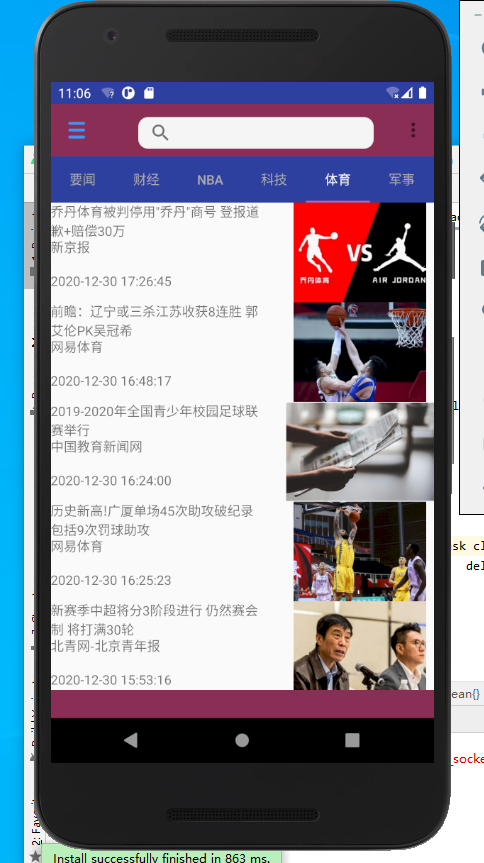 11:06
要闻 财经 NBA 科技 体育 军事
乔丹体育被判停用"乔丹"商号 登报道
歉+赔偿30万
新京报
2020-12-30 17:26:45
乔丹体育 VS AIR JORDAN
前瞻：辽宁或三杀江苏收获8连胜 郭
艾伦PK吴冠希
网易体育
2020-12-30 16:48:17
2019-2020年全国青少年校园足球联
赛举行
中国教育新闻网
2020-12-30 16:24:00
历史新高!广厦单场45次助攻破纪录
包括9次罚球助攻
网易体育
2020-12-30 16:25:23
新赛季中超将分3阶段进行 仍然赛会
制 将打满30轮
北青网-北京青年报
2020-12-30 15:53:16
sk cl
del
ean{}
_socke
2: Fav
Install successfully finished in 863 ms.